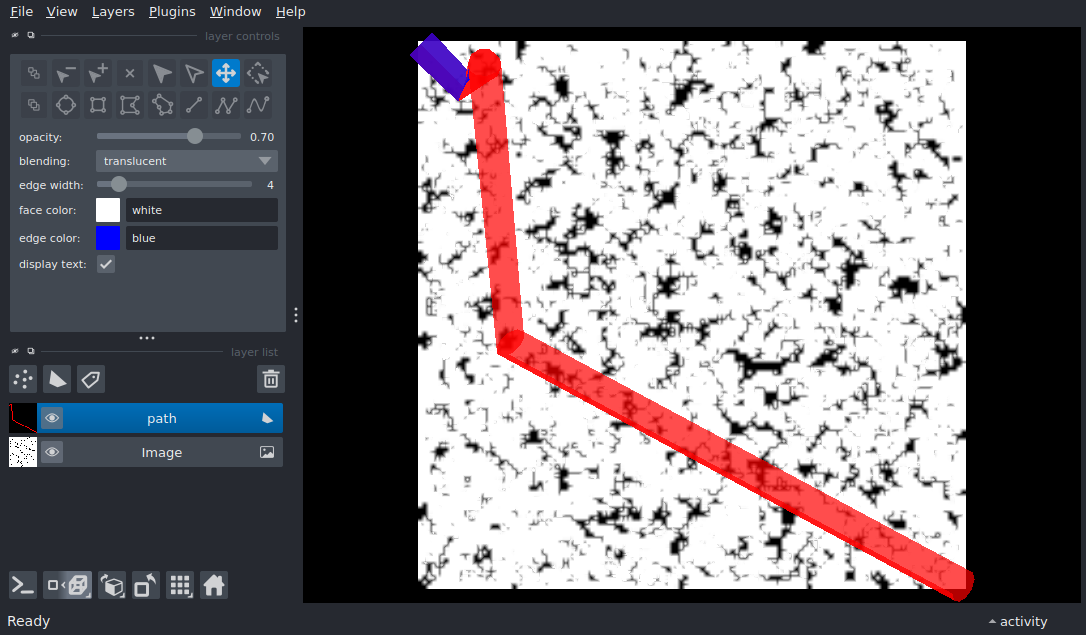 File View Layers Plugins Window Help
layer controls
opacity: 0.70
blending: translucent
edge width: 4
face color: white
edge color: blue
display text:
layer list
path
Image
Ready
activity